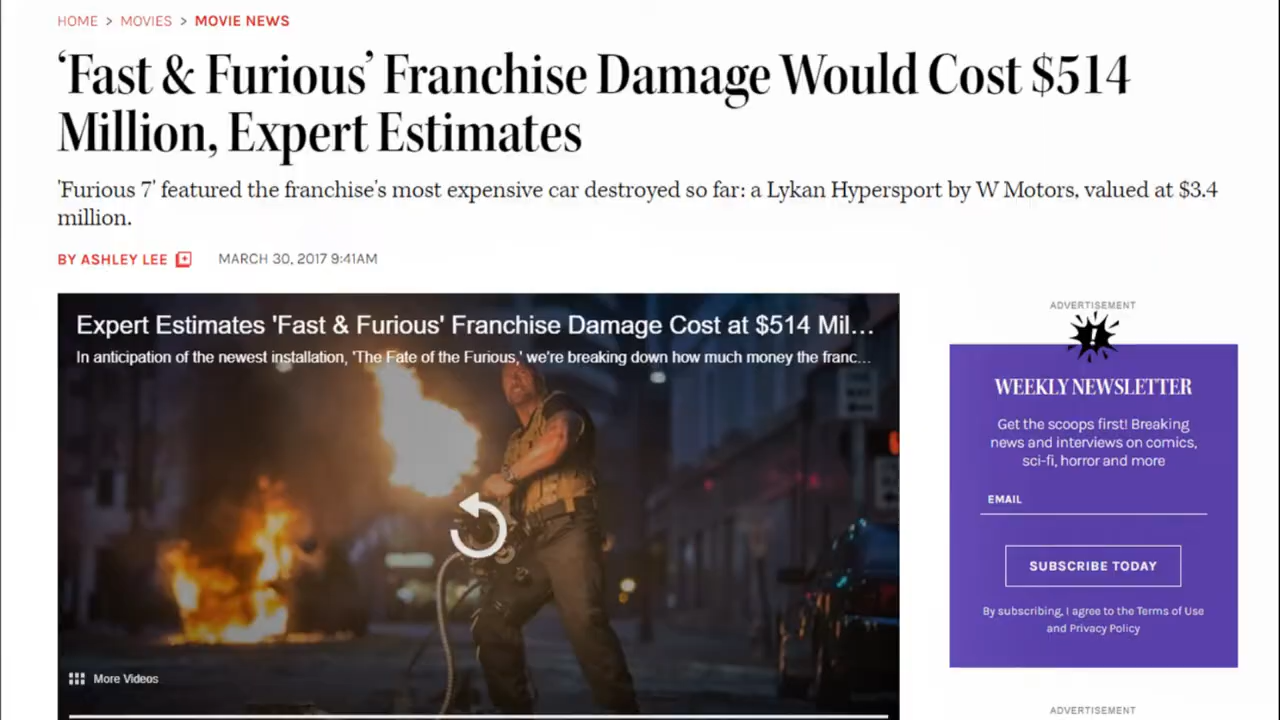 HOME > MOVIES > MOVIE NEWS
‘Fast & Furious’ Franchise Damage Would Cost $514
Million, Expert Estimates
'Furious 7' featured the franchise's most expensive car destroyed so far: a Lykan Hypersport by W Motors, valued at $3.4
million.
BY ASHLEY LEE
MARCH 30, 2017 9:41AM
Expert Estimates 'Fast & Furious' Franchise Damage Cost at $514 Mil...
In anticipation of the newest installation, 'The Fate of the Furious,' we're breaking down how much money the franc...
More Videos
ADVERTISEMENT
!
WEEKLY NEWSLETTER
Get the scoops first! Breaking
news and interviews on comics,
sci-fi, horror and more
EMAIL
SUBSCRIBE TODAY
By subscribing, I agree to the Terms of Use
and Privacy Policy
ADVERTISEMENT